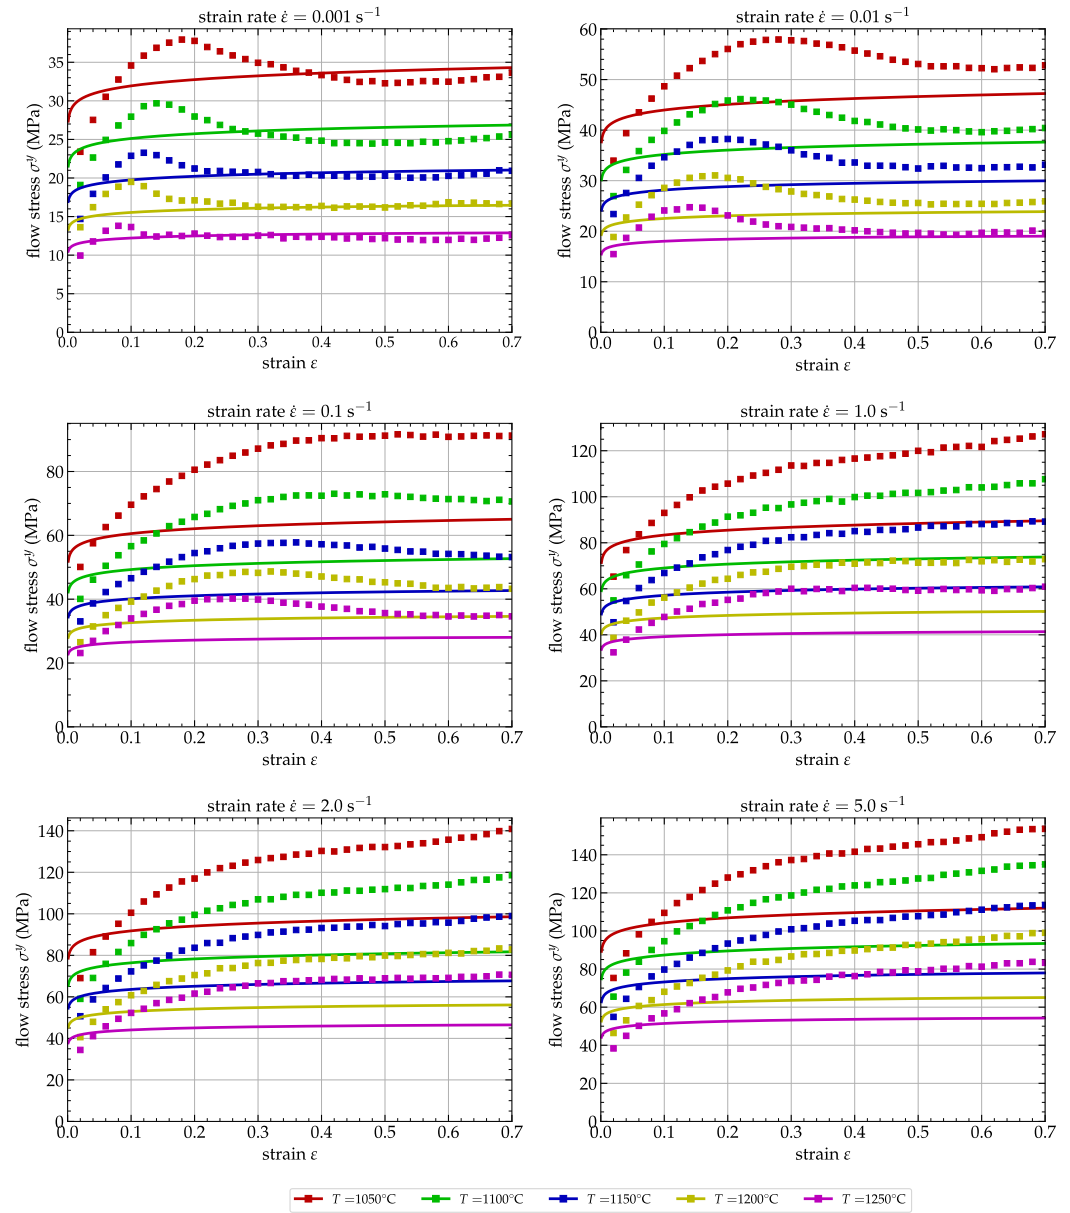 strain rate ε̇ = 0.001 s⁻¹
flow stress σʸ (MPa)
35
30
25
20
15
10
5
0
0.0 0.1 0.2 0.3 0.4 0.5 0.6 0.7
strain ε
strain rate ε̇ = 0.01 s⁻¹
flow stress σʸ (MPa)
60
50
40
30
20
10
0
0.0 0.1 0.2 0.3 0.4 0.5 0.6 0.7
strain ε
strain rate ε̇ = 0.1 s⁻¹
flow stress σʸ (MPa)
80
60
40
20
0
0.0 0.1 0.2 0.3 0.4 0.5 0.6 0.7
strain ε
strain rate ε̇ = 1.0 s⁻¹
flow stress σʸ (MPa)
120
100
80
60
40
20
0
0.0 0.1 0.2 0.3 0.4 0.5 0.6 0.7
strain ε
strain rate ε̇ = 2.0 s⁻¹
flow stress σʸ (MPa)
140
120
100
80
60
40
20
0
0.0 0.1 0.2 0.3 0.4 0.5 0.6 0.7
strain ε
strain rate ε̇ = 5.0 s⁻¹
flow stress σʸ (MPa)
140
120
100
80
60
40
20
0
0.0 0.1 0.2 0.3 0.4 0.5 0.6 0.7
strain ε
T =1050°C T =1100°C T =1150°C T =1200°C T =1250°C